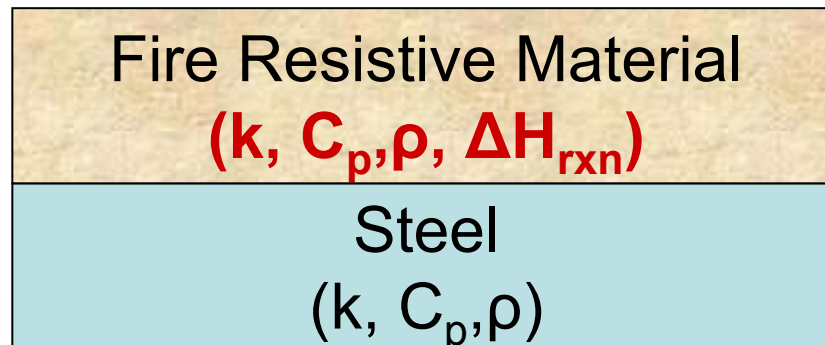 Fire Resistive Material
(k, Cp,ρ, ΔHrxn)
Steel
(k, Cp,ρ)